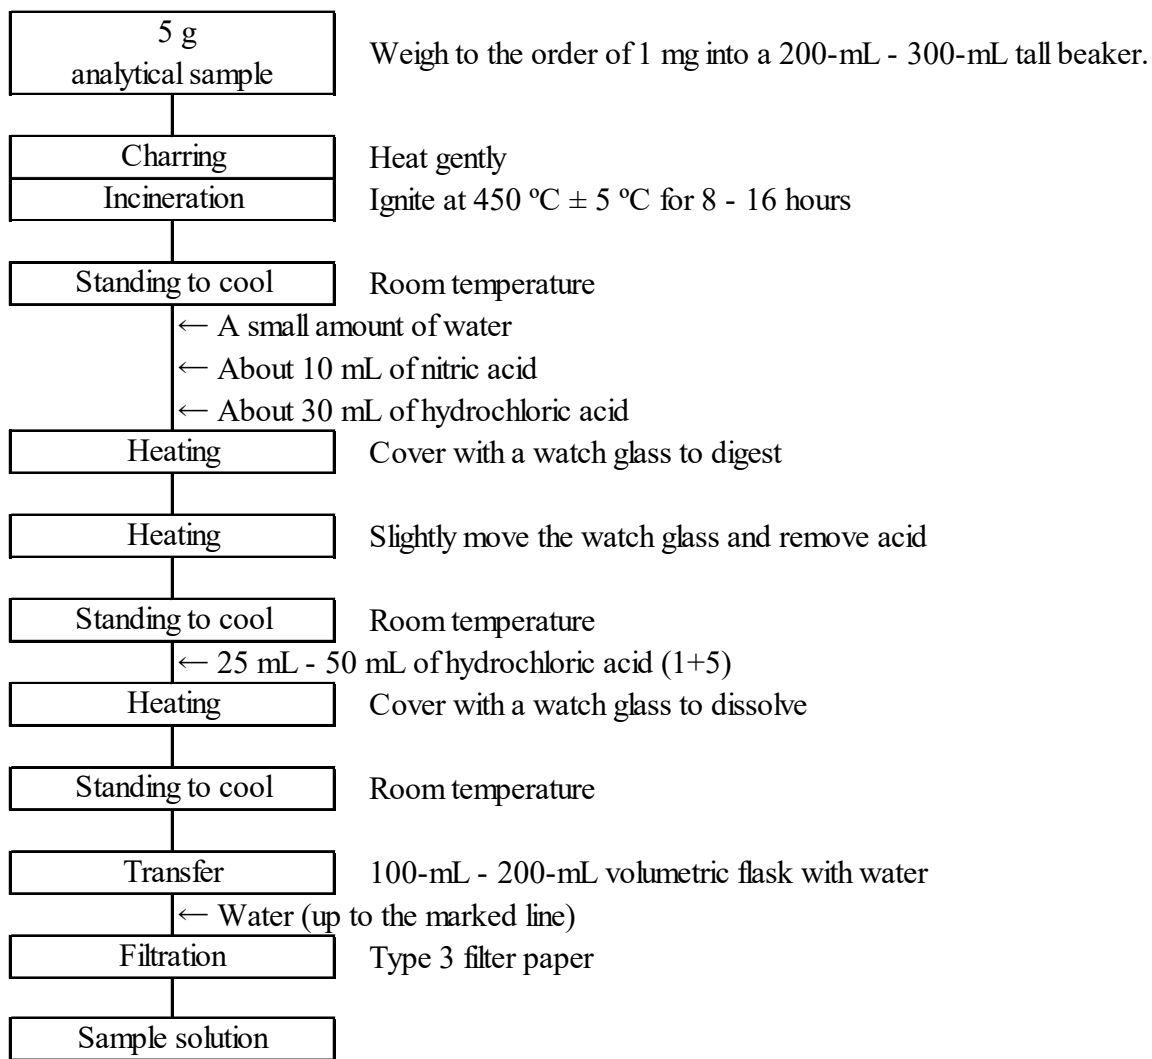 5 g
analytical sample
Weigh to the order of 1 mg into a 200-mL - 300-mL tall beaker.
Charring
Heat gently
Incineration
Ignite at 450 ºC ± 5 ºC for 8 - 16 hours
Standing to cool
Room temperature
← A small amount of water
← About 10 mL of nitric acid
← About 30 mL of hydrochloric acid
Heating
Cover with a watch glass to digest
Heating
Slightly move the watch glass and remove acid
Standing to cool
Room temperature
← 25 mL - 50 mL of hydrochloric acid (1+5)
Heating
Cover with a watch glass to dissolve
Standing to cool
Room temperature
Transfer
100-mL - 200-mL volumetric flask with water
← Water (up to the marked line)
Filtration
Type 3 filter paper
Sample solution